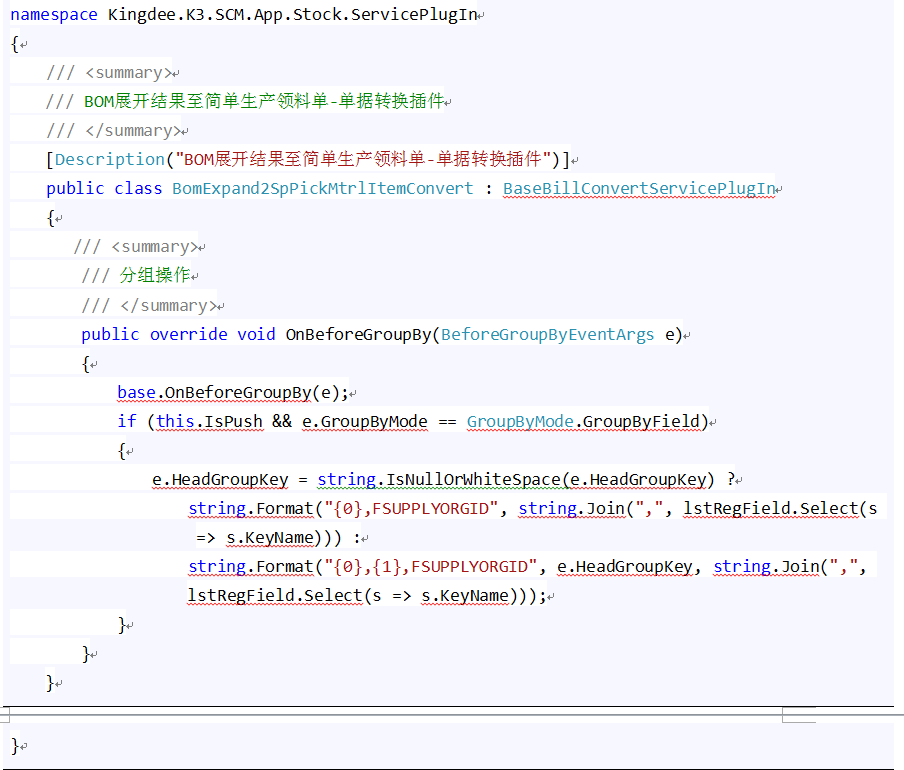 namespace Kingdee.K3.SCM.App.Stock.ServicePlugIn
{
/// <summary>
/// BOM展开结果至简单生产领料单-单据转换插件
/// </summary>
[Description("BOM展开结果至简单生产领料单-单据转换插件")]
public class BomExpand2SpPickMtrlItemConvert : BaseBillConvertServicePlugIn
{
/// <summary>
/// 分组操作
/// </summary>
public override void OnBeforeGroupBy(BeforeGroupByEventArgs e)
{
base.OnBeforeGroupBy(e);
if (this.IsPush && e.GroupByMode == GroupByMode.GroupByField)
{
e.HeadGroupKey = string.IsNullOrWhiteSpace(e.HeadGroupKey) ?
string.Format("{0},FSUPPLYORGID", string.Join(",", lstRegField.Select(s
=> s.KeyName))) :
string.Format("{0},{1},FSUPPLYORGID", e.HeadGroupKey, string.Join(",",
lstRegField.Select(s => s.KeyName)));
}
}
}
}